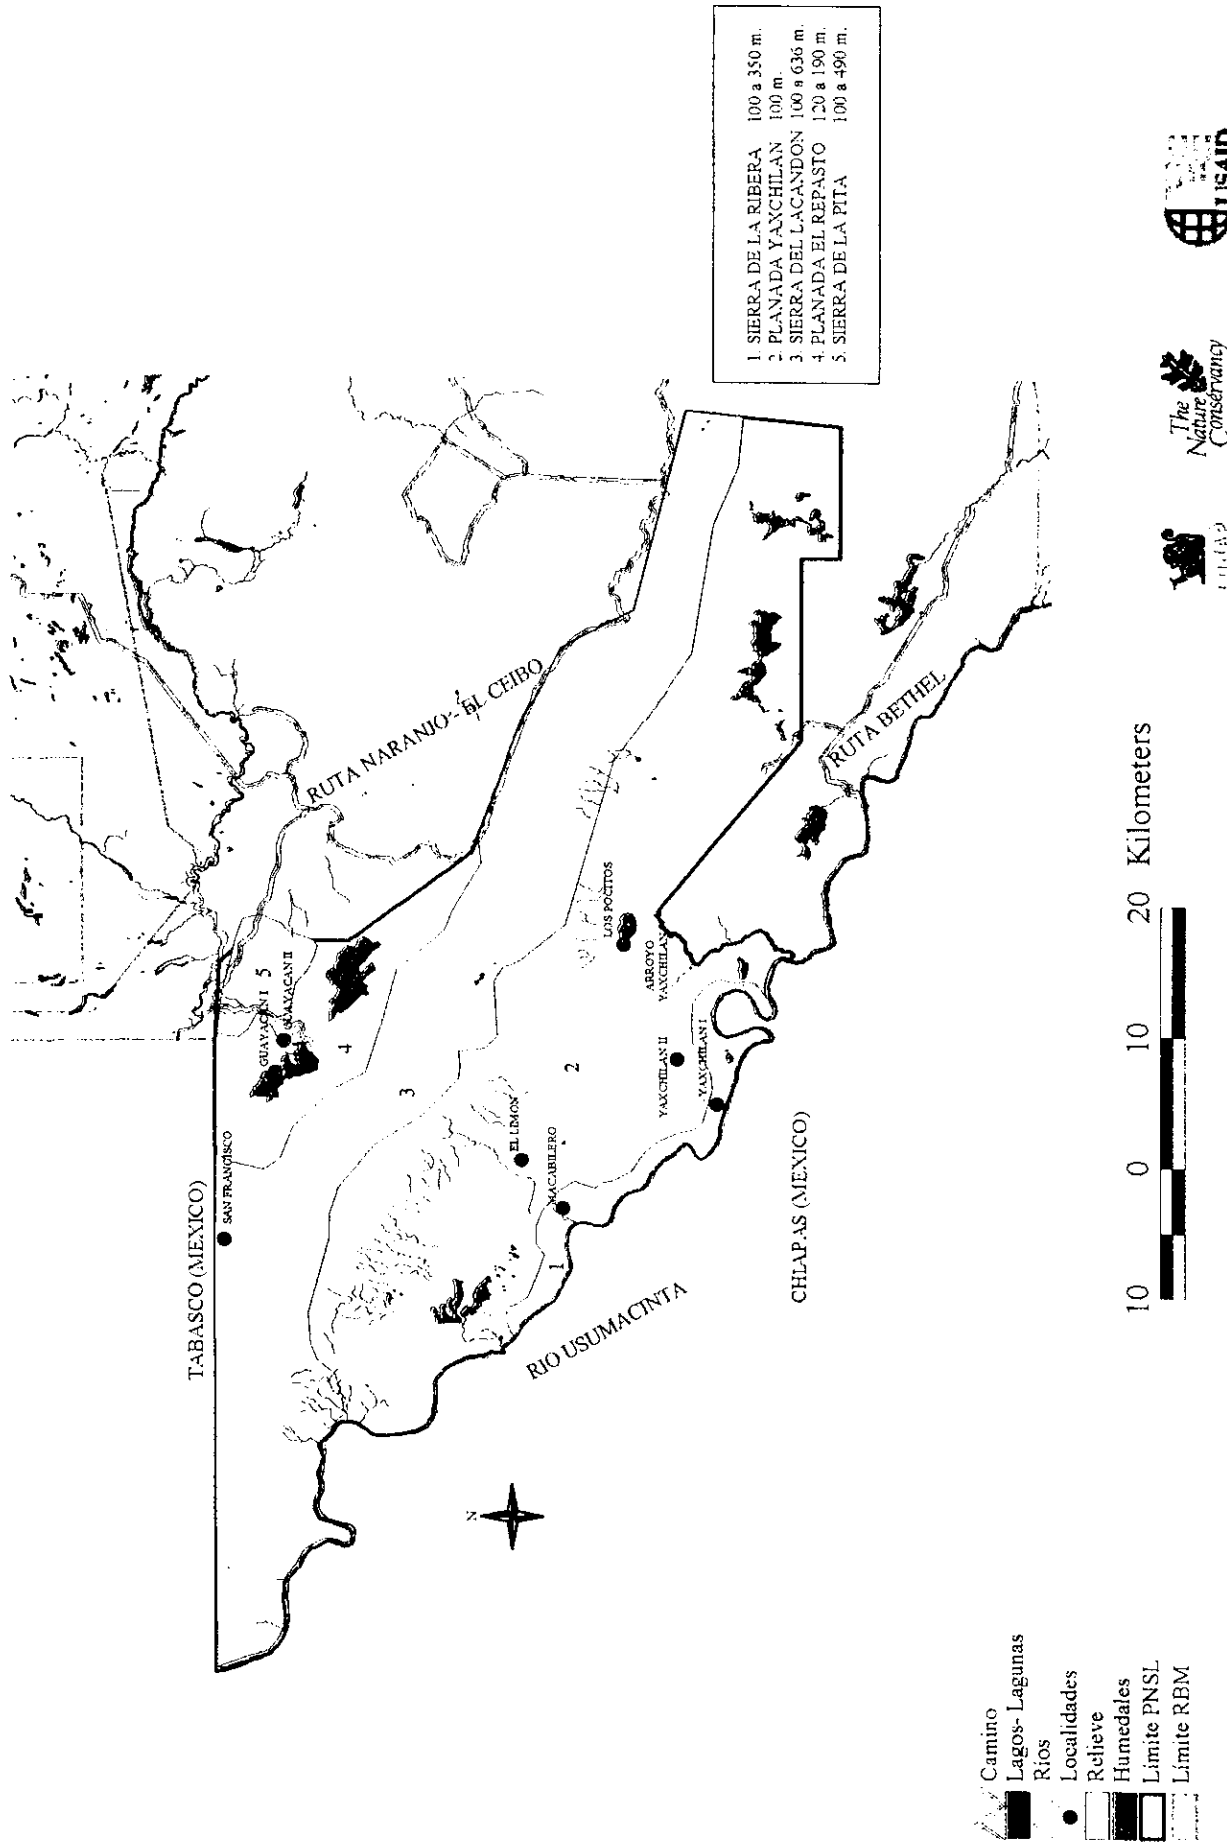 TABASCO (MEXICO)
SAN FRANCISCO
GUAYACAN I
GUAYACAN II
5
4
3
2
1
RUTA NARANJO - EL CEIBO
LOS POCITOS
ARROYO
YAXCHILAN
YAXCHILAN II
YAXCHILAN I
EL LIMON
MACABILERO
RIO USUMACINTA
CHIAPAS (MEXICO)
RUTA BETHEL
N
1. SIERRA DE LA RIBERA 100 a 350 m.
2. PLANADA YAXCHILAN 100 m.
3. SIERRA DEL LACANDON 100 a 636 m.
4. PLANADA EL REPASTO 120 a 190 m.
5. SIERRA DE LA PITA 100 a 490 m.
Camino
Lagos- Lagunas
Rios
Localidades
Relieve
Humedales
Limite PNSL
Limite RBM
10 0 10 20 Kilometers
The
Nature
Conservancy
USAID